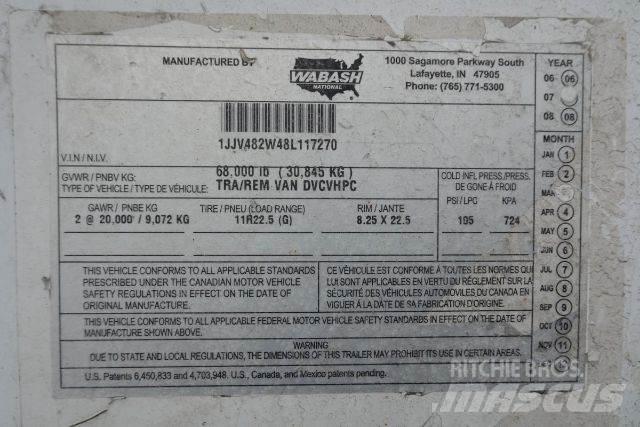 MANUFACTURED BY
WABASH
NATIONAL
1000 Sagamore Parkway South
Lafayette, IN 47905
Phone: (765) 771-5300
YEAR
06 06
07
08 08
1JJV482W48L117270
V.I.N / N.I.V.
MONTH
JAN 1
FEB 2
MAR
APR 4
MAY 5
JUN 6
JUL 7
AUG 8
SEP 9
OCT 10
NOV 11
GVWR / PNBV KG: 68,000 lb (30,845 KG)
TYPE OF VEHICLE / TYPE DE VÉHICULE: TRA/REM VAN DVCVHPC
COLD INFL PRESS/PRESS.
DE GONF À FROID
GAWR / PNBE KG
TIRE / PNEU (LOAD RANGE)
RIM / JANTE
PSI / LPC
KPA
2 @ 20,000 / 9,072 KG
11R22.5 (G)
8.25 X 22.5
105
724
THIS VEHICLE CONFORMS TO ALL APPLICABLE STANDARDS
PRESCRIBED UNDER THE CANADIAN MOTOR VEHICLE
SAFETY REGULATIONS IN EFFECT ON THE DATE OF
ORIGINAL MANUFACTURE.
CE VÉHICULE EST CONFORME À TOUTES LES NORMES QUI
LUI SONT APPLICABLES EN VERTU DU RÉGLEMENT SUR LA
SÉCURITÉ DES VÉHICULES AUTOMOBILES DU CANADA EN
VIGUER À LA DATE DE SA FABRICATION D'ORIGINE.
THIS VEHICLE CONFORMS TO ALL APPLICABLE FEDERAL MOTOR VEHICLE SAFETY STANDARDS IN EFFECT ON THE DATE OF
MANUFACTURE SHOWN ABOVE.
WARNING
DUE TO STATE AND LOCAL REGULATIONS, THE DIMENSIONS OF THIS TRAILER MAY PROHIBIT ITS USE IN CERTAIN AREAS.
U.S. Patents 6,450,833 and 4,703,948. U.S., Canada, and Mexico patents pending.
RITCHIE BROS
MASCUS